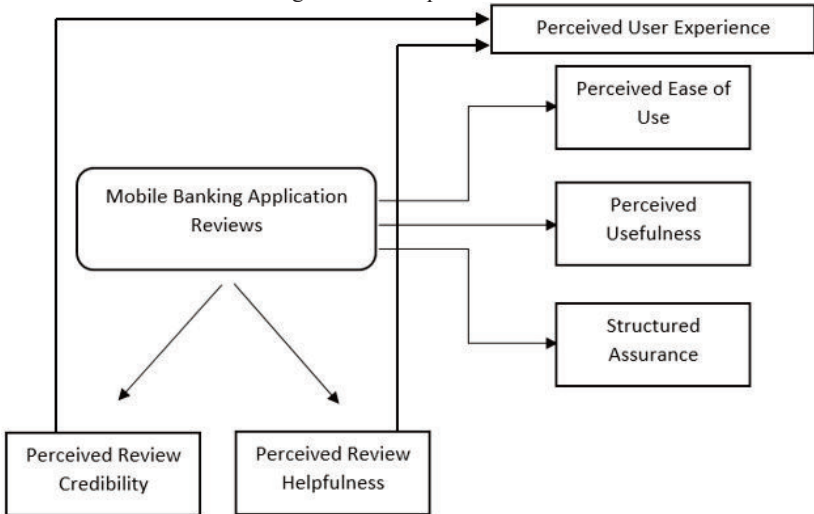 Perceived User Experience
Perceived Ease of
Use
Mobile Banking Application
Reviews
Perceived
Usefulness
Structured
Assurance
Perceived Review
Credibility
Perceived Review
Helpfulness